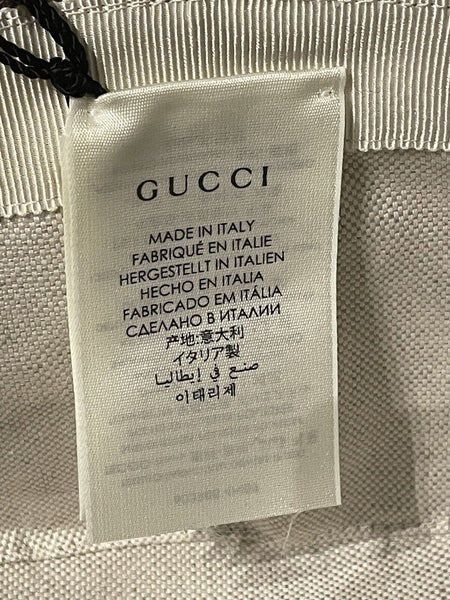 GUCCI
MADE IN ITALY
FABRIQUÉ EN ITALIE
HERGESTELLT IN ITALIEN
HECHO EN ITALIA
FABRICADO EM ITÁLIA
СДЕЛАНО В ИТАЛИИ
产地:意大利
イタリア製
صنع في إيطاليا
이태리제